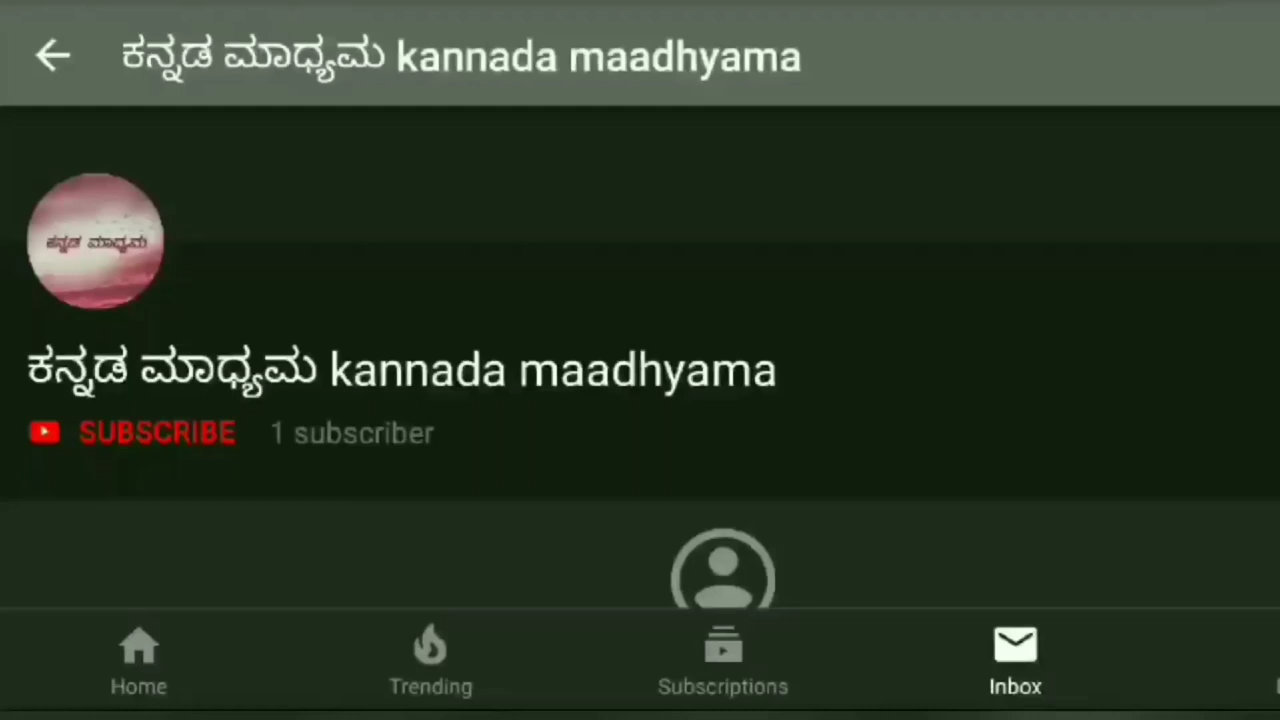 ಕನ್ನಡ ಮಾಧ್ಯಮ kannada maadhyama
ಕನ್ನಡ ಮಾಧ್ಯಮ
ಕನ್ನಡ ಮಾಧ್ಯಮ kannada maadhyama
SUBSCRIBE 1 subscriber
Home Trending Subscriptions Inbox